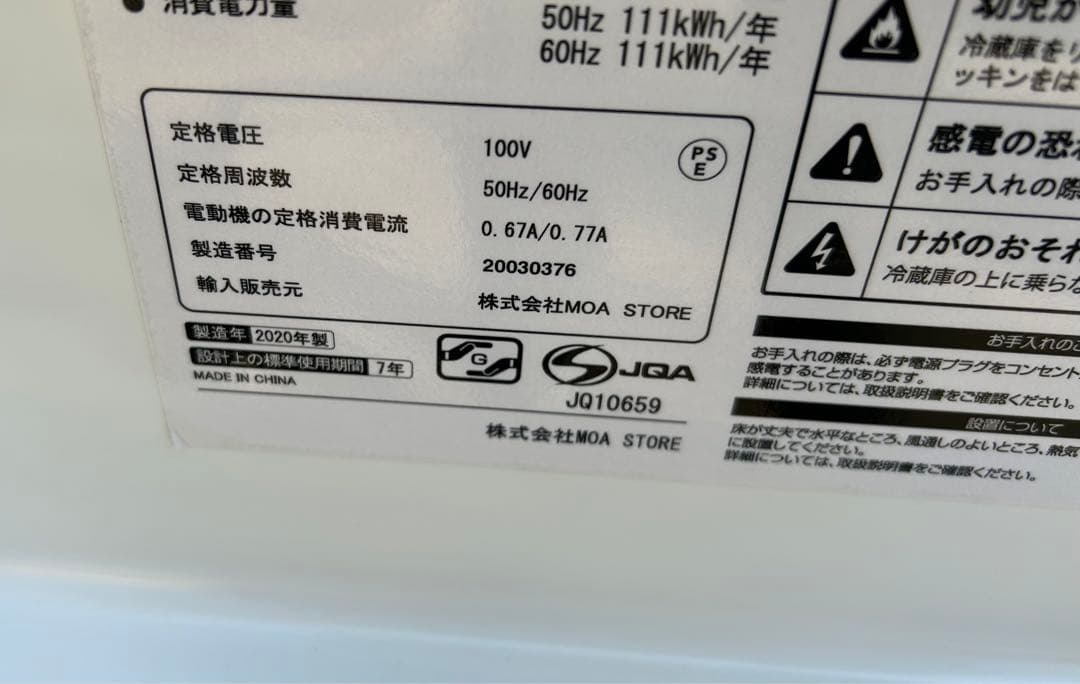 消費電力量
50Hz 111kWh/年
60Hz 111kWh/年
定格電圧 100V
定格周波数 50Hz/60Hz
電動機の定格消費電流 0.67A/0.77A
製造番号 20030376
輸入販売元 株式会社MOA STORE
PS
E
製造年 2020年製
設計上の標準使用期間 7年
MADE IN CHINA
G
JQA
JQ10659
株式会社MOA STORE
冷蔵庫を
ッキンをは
感電の恐れ
お手入れの際
けがのおそれ
冷蔵庫の上に乗らな
お手入れのご
お手入れの際は、必ず電源プラグをコンセント
感電することがあります。
詳細については、取扱説明書をご確認ください。
設置について
床が丈夫で水平なところ、風通しのよいところ、熱気
に設置してください。
詳細については、取扱説明書をご確認ください。